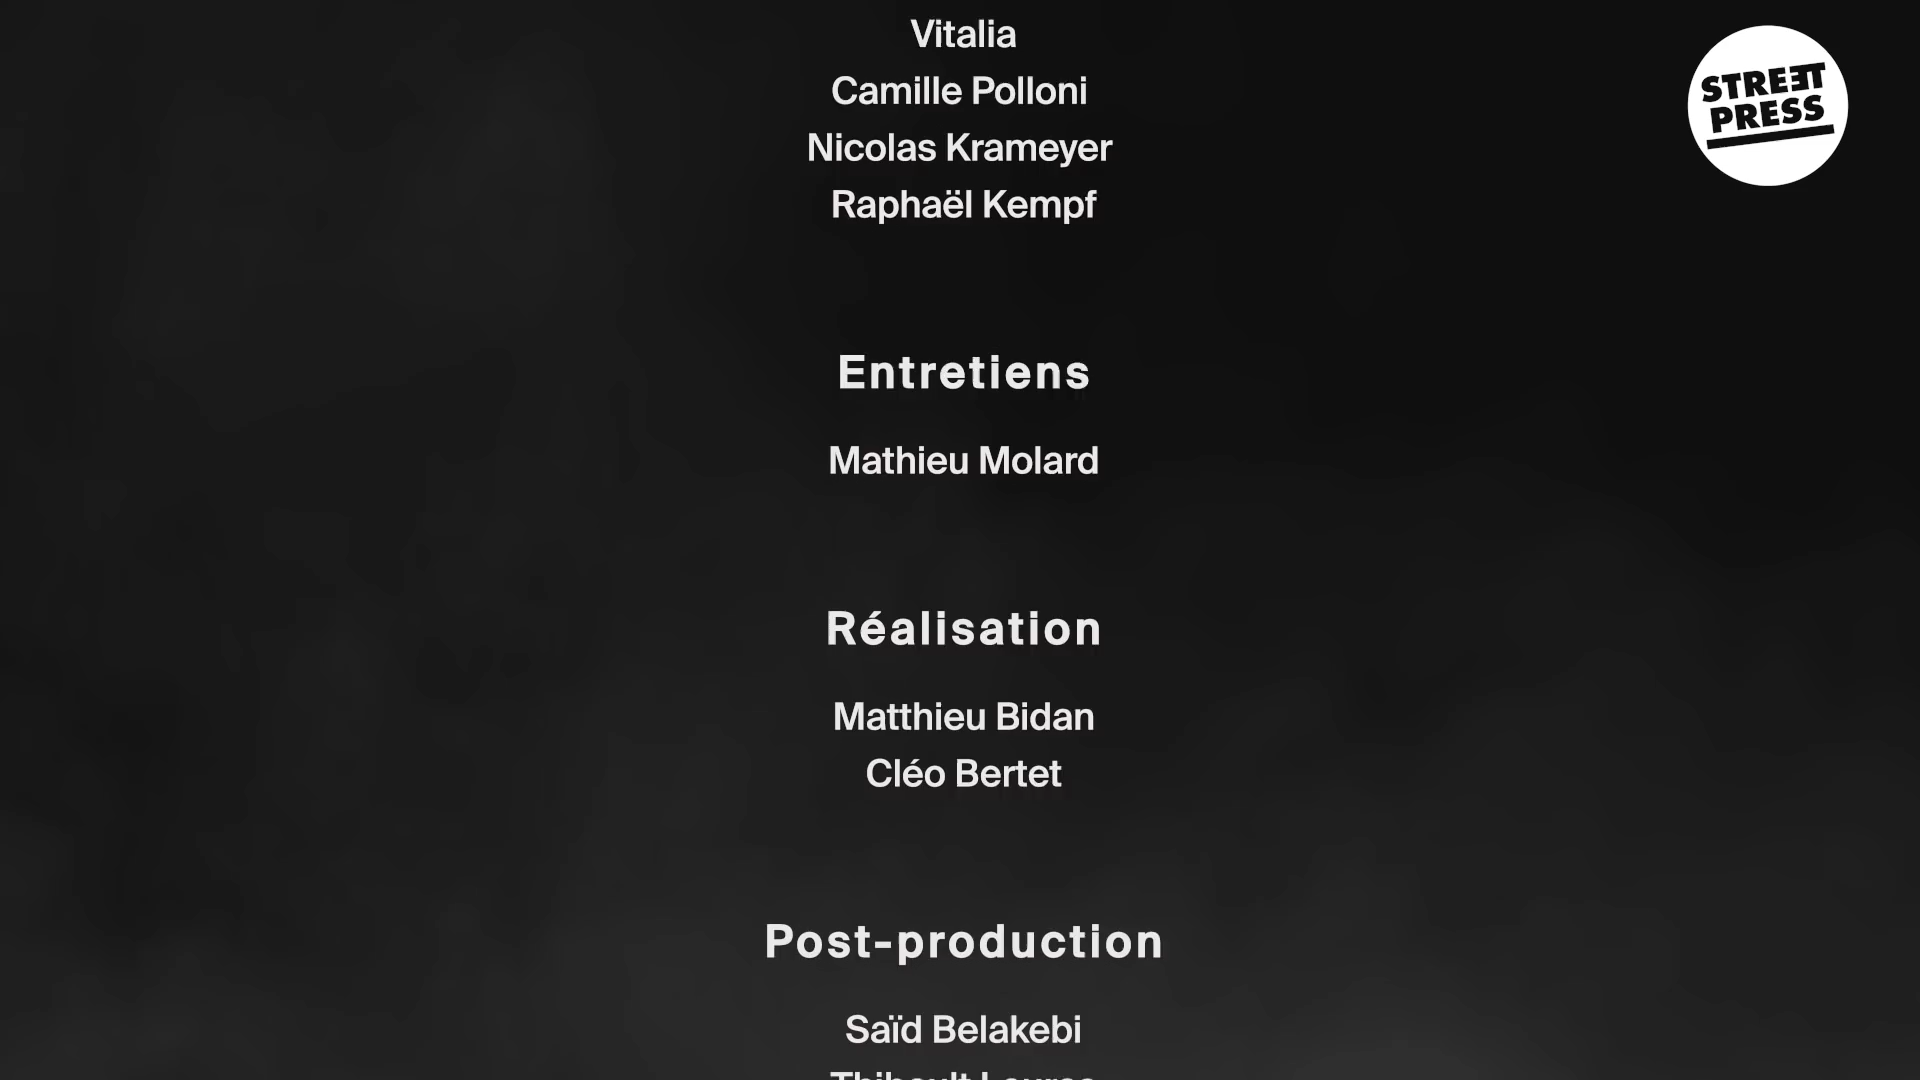 Vitalia
Camille Polloni
Nicolas Krameyer
Raphaël Kempf
STREET
PRESS
Entretiens
Mathieu Molard
Réalisation
Matthieu Bidan
Cléo Bertet
Post-production
Saïd Belakebi